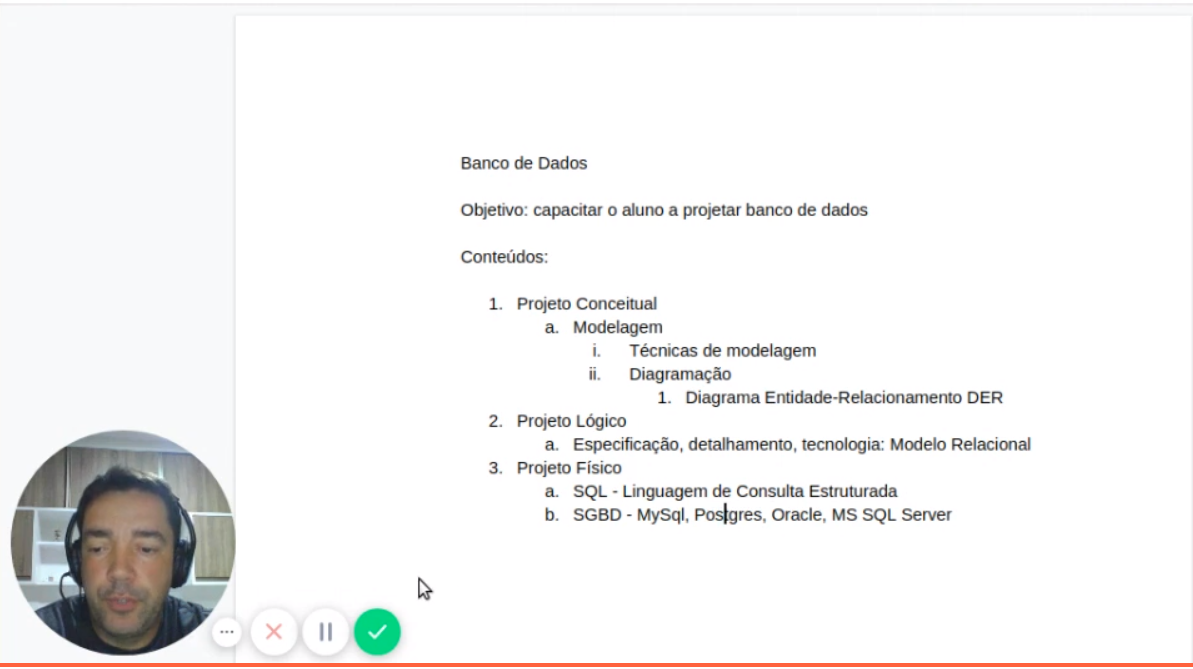 Banco de Dados
Objetivo: capacitar o aluno a projetar banco de dados
Conteúdos:
1. Projeto Conceitual
a. Modelagem
i. Técnicas de modelagem
ii. Diagramação
1. Diagrama Entidade-Relacionamento DER
2. Projeto Lógico
a. Especificação, detalhamento, tecnologia: Modelo Relacional
3. Projeto Físico
a. SQL - Linguagem de Consulta Estruturada
b. SGBD - MySql, Postgres, Oracle, MS SQL Server